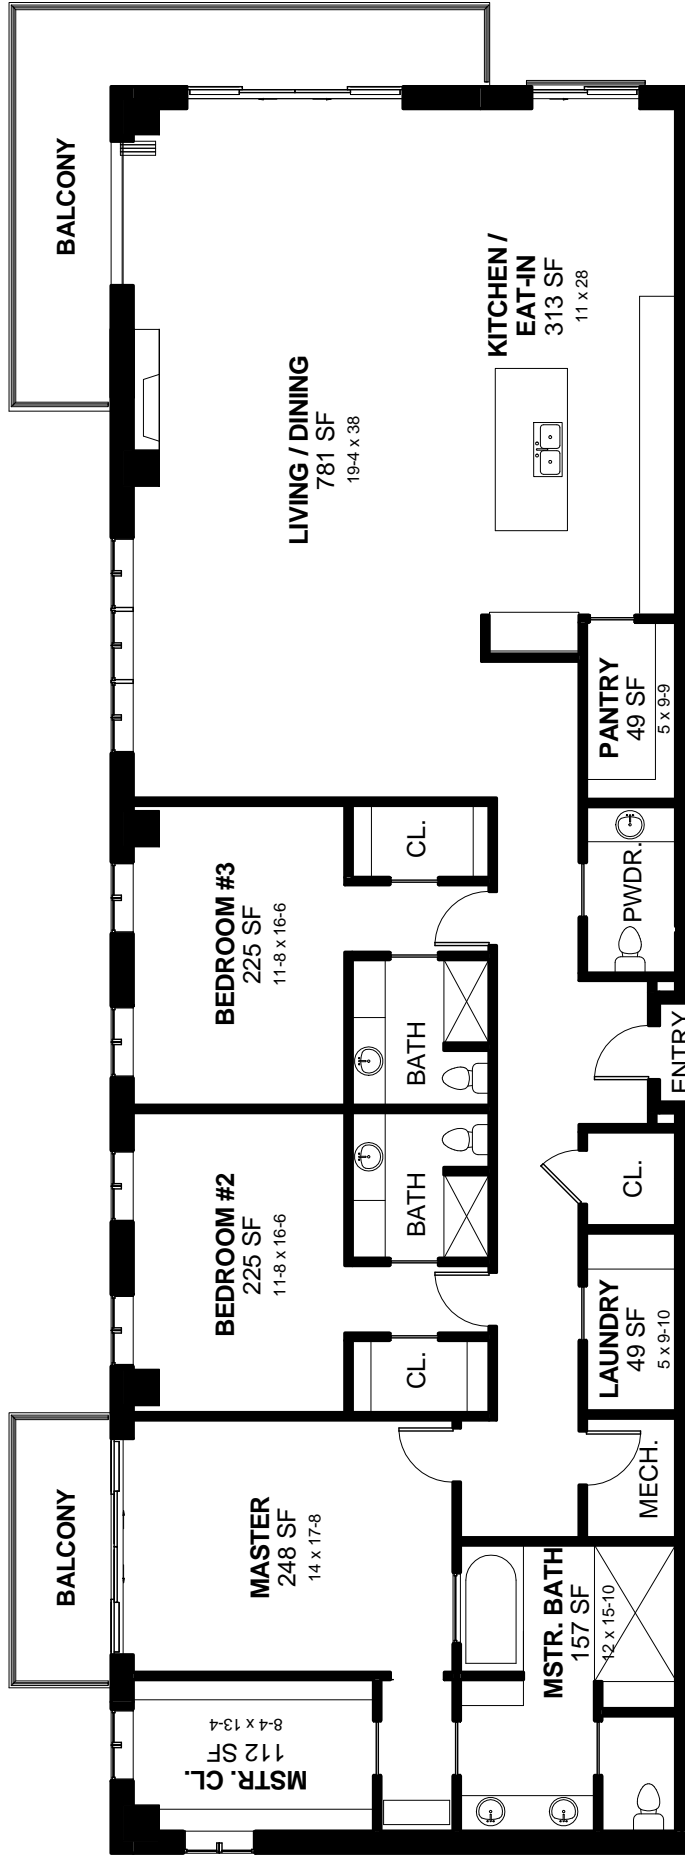 BALCONY
KITCHEN /
EAT-IN
313 SF
11 x 28
LIVING / DINING
781 SF
19-4 x 38
PANTRY
49 SF
5 x 9-9
BEDROOM #3
225 SF
11-8 x 16-6
CL.
PWDR.
BATH
ENTRY
BEDROOM #2
225 SF
11-8 x 16-6
BATH
CL.
CL.
LAUNDRY
49 SF
5 x 9-10
BALCONY
MASTER
248 SF
14 x 17-8
MECH.
MSTR. BATH
157 SF
12 x 15-10
MSTR. CL.
112 SF
8-4 x 13-4